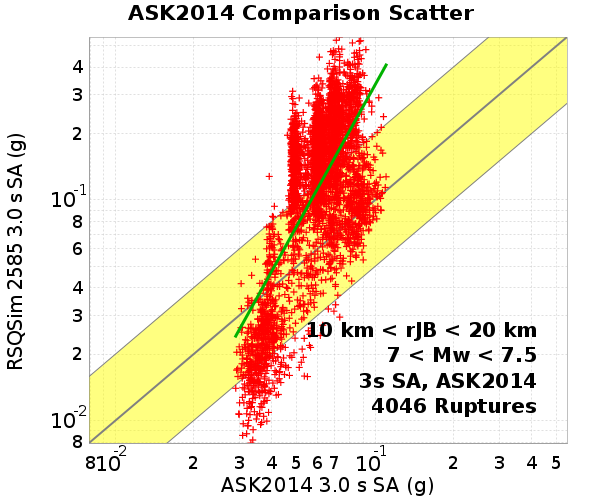 ASK2014 Comparison Scatter
RSQSim 2585 3.0 s SA (g)
4
3
2
10-1
8
6
4
3
2
10-2
8
10 km < rJB < 20 km
7 < Mw < 7.5
3s SA, ASK2014
4046 Ruptures
8 10-2 2 3 4 5 6 7 10-1 2 3 4 5
ASK2014 3.0 s SA (g)